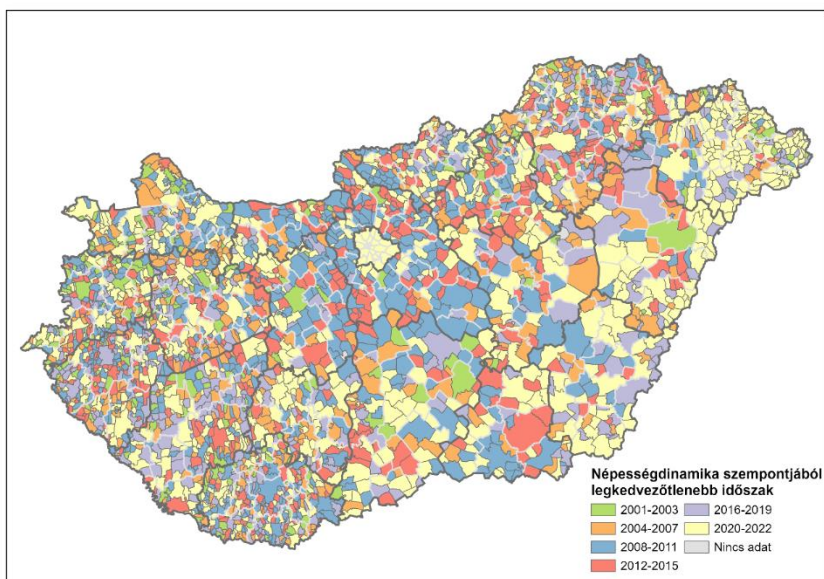 Népességdinamika szempontjából
legkedvezőtlenebb időszak
2001-2003
2004-2007
2008-2011
2012-2015
2016-2019
2020-2022
Nincs adat